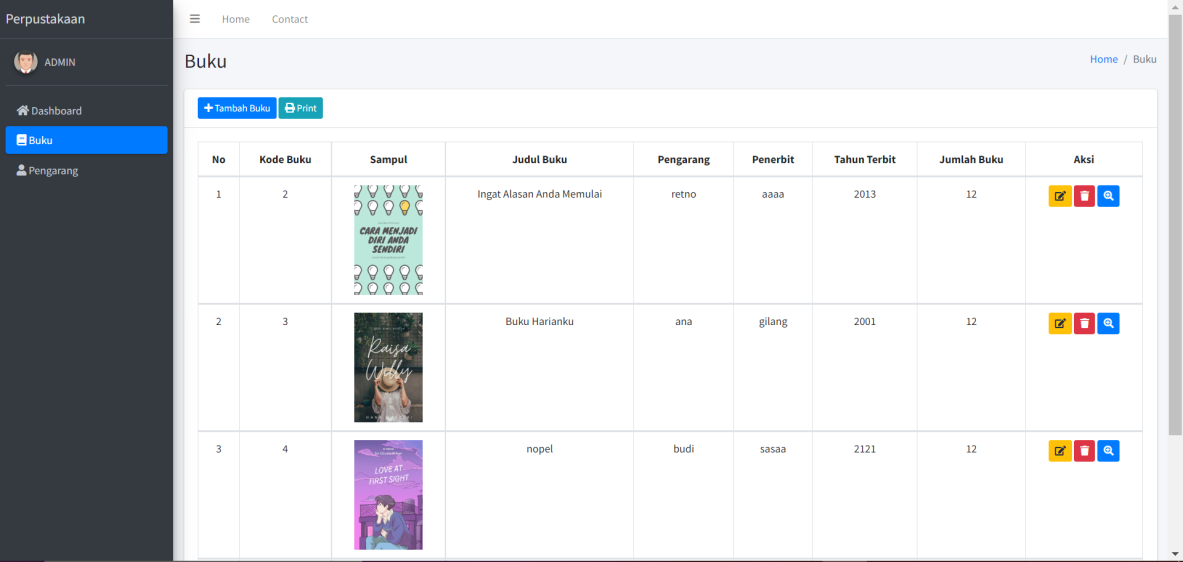 Perpustakaan
Home Contact
ADMIN
Buku
Home / Buku
Dashboard
Buku
Pengarang
Tambah Buku Print
No Kode Buku Sampul Judul Buku Pengarang Penerbit Tahun Terbit Jumlah Buku Aksi
1 2 Ingat Alasan Anda Memulai retno aaaa 2013 12
CARA MENJADI
DIRI ANDA
SENDIRI
2 3 Buku Harianku ana gilang 2001 12
Raisa
Willy
3 4 nopel budi sasaa 2121 12
LOVE AT
FIRST SIGHT